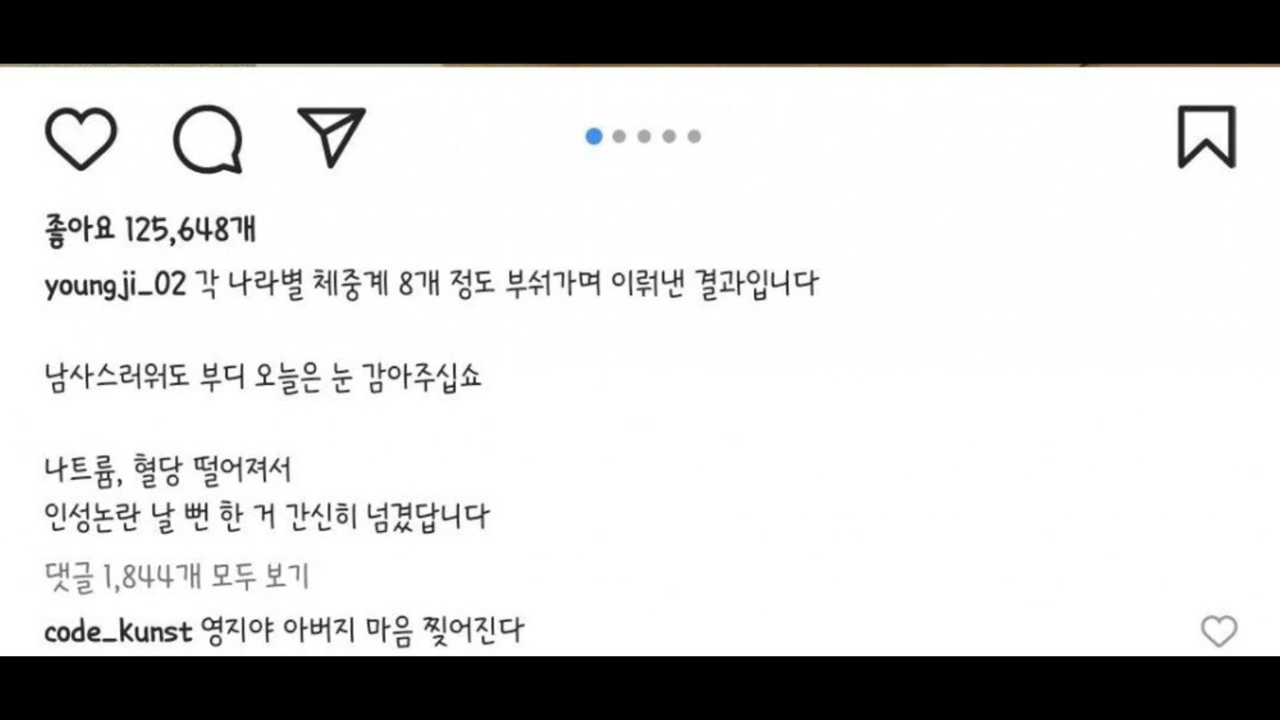 좋아요 125,648개
youngji_02 각 나라별 체중계 8개 정도 부숴가며 이뤄낸 결과입니다
남사스러워도 부디 오늘은 눈 감아주십쇼
나트륨, 혈당 떨어져서
인성논란 날 뻔 한 거 간신히 넘겼답니다
댓글 1,844개 모두 보기
code_kunst 영지야 아버지 마음 찢어진다